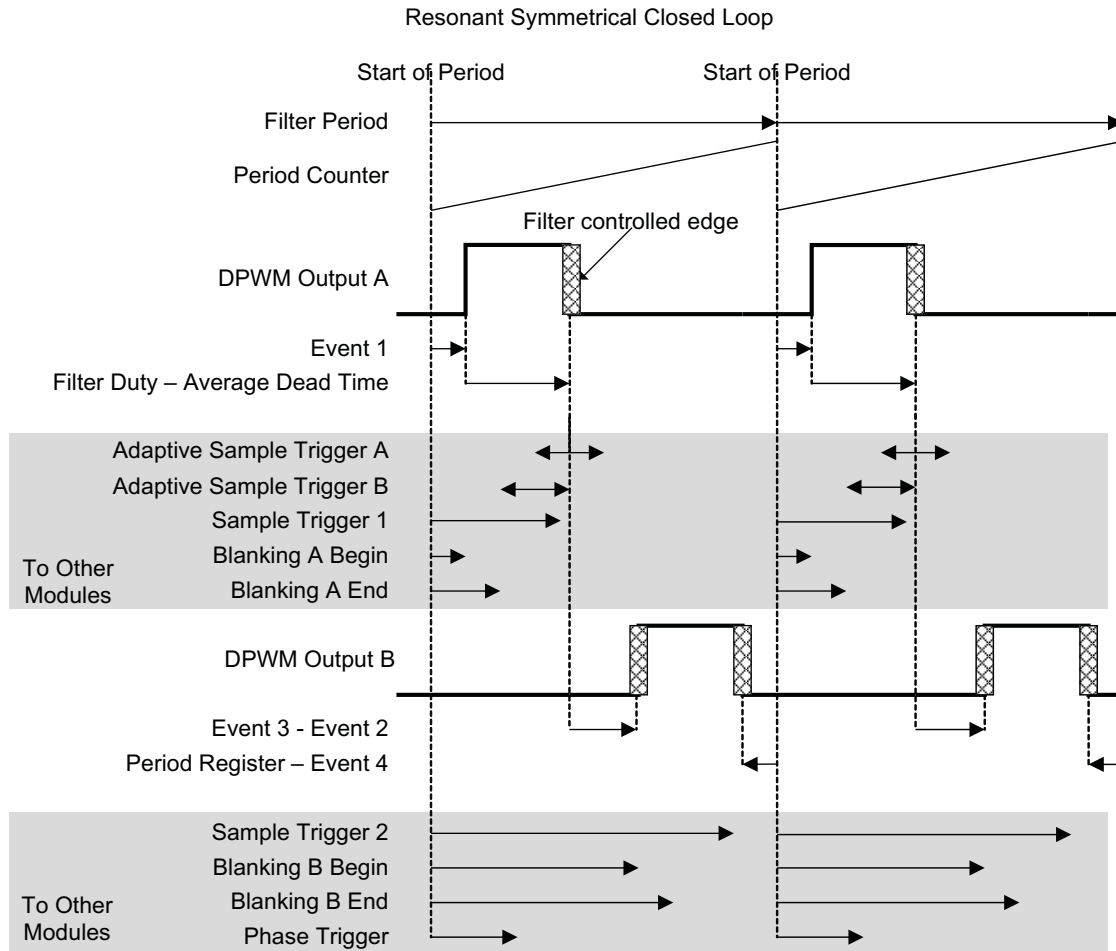 Resonant Symmetrical Closed Loop
Start of Period
Start of Period
Filter Period
Period Counter
Filter controlled edge
DPWM Output A
Event 1
Filter Duty – Average Dead Time
Adaptive Sample Trigger A
Adaptive Sample Trigger B
Sample Trigger 1
Blanking A Begin
Blanking A End
To Other
Modules
DPWM Output B
Event 3 - Event 2
Period Register – Event 4
Sample Trigger 2
Blanking B Begin
Blanking B End
Phase Trigger
To Other
Modules